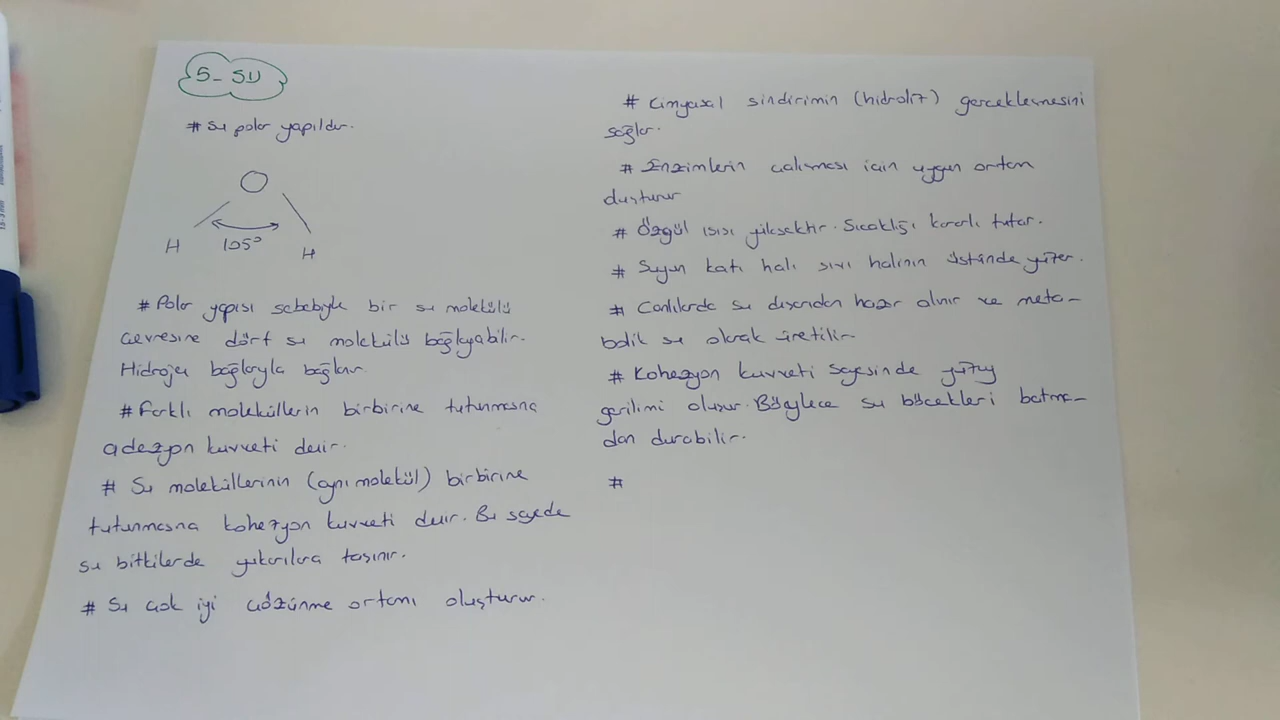 5- SU
# Su polar yapılıdır.
O
H 105° H
# Polar yapısı sebebiyle bir su molekülü
çevresine dört su molekülü bağlayabilir.
Hidrojen bağlarıyla bağlanır.
# Farklı moleküllerin birbirine tutunmasına
adezyon kuvveti denir.
# Su moleküllerinin (aynı molekül) birbirine
tutunmasına kohezyon kuvveti denir. Bu sayede
su bitkilerde yukarılara taşınır.
# Su çok iyi çözünme ortamı oluşturur.
# Kimyasal sindirimin (hidroliz) gerçekleşmesini
sağlar.
# Enzimlerin çalışması için uygun ortam
oluşturur
# Özgül ısısı yüksektir. Sıcaklığı kararlı tutar.
# Suyun katı hali sıvı halinin üstünde yüzer.
# Canlılarda su dışarıdan hazır alınır ve meta-
bolik su olarak üretilir.
# Kohezyon kuvveti sayesinde yüzey
gerilimi oluşur. Böylece su böcekleri batma-
dan durabilir.
#